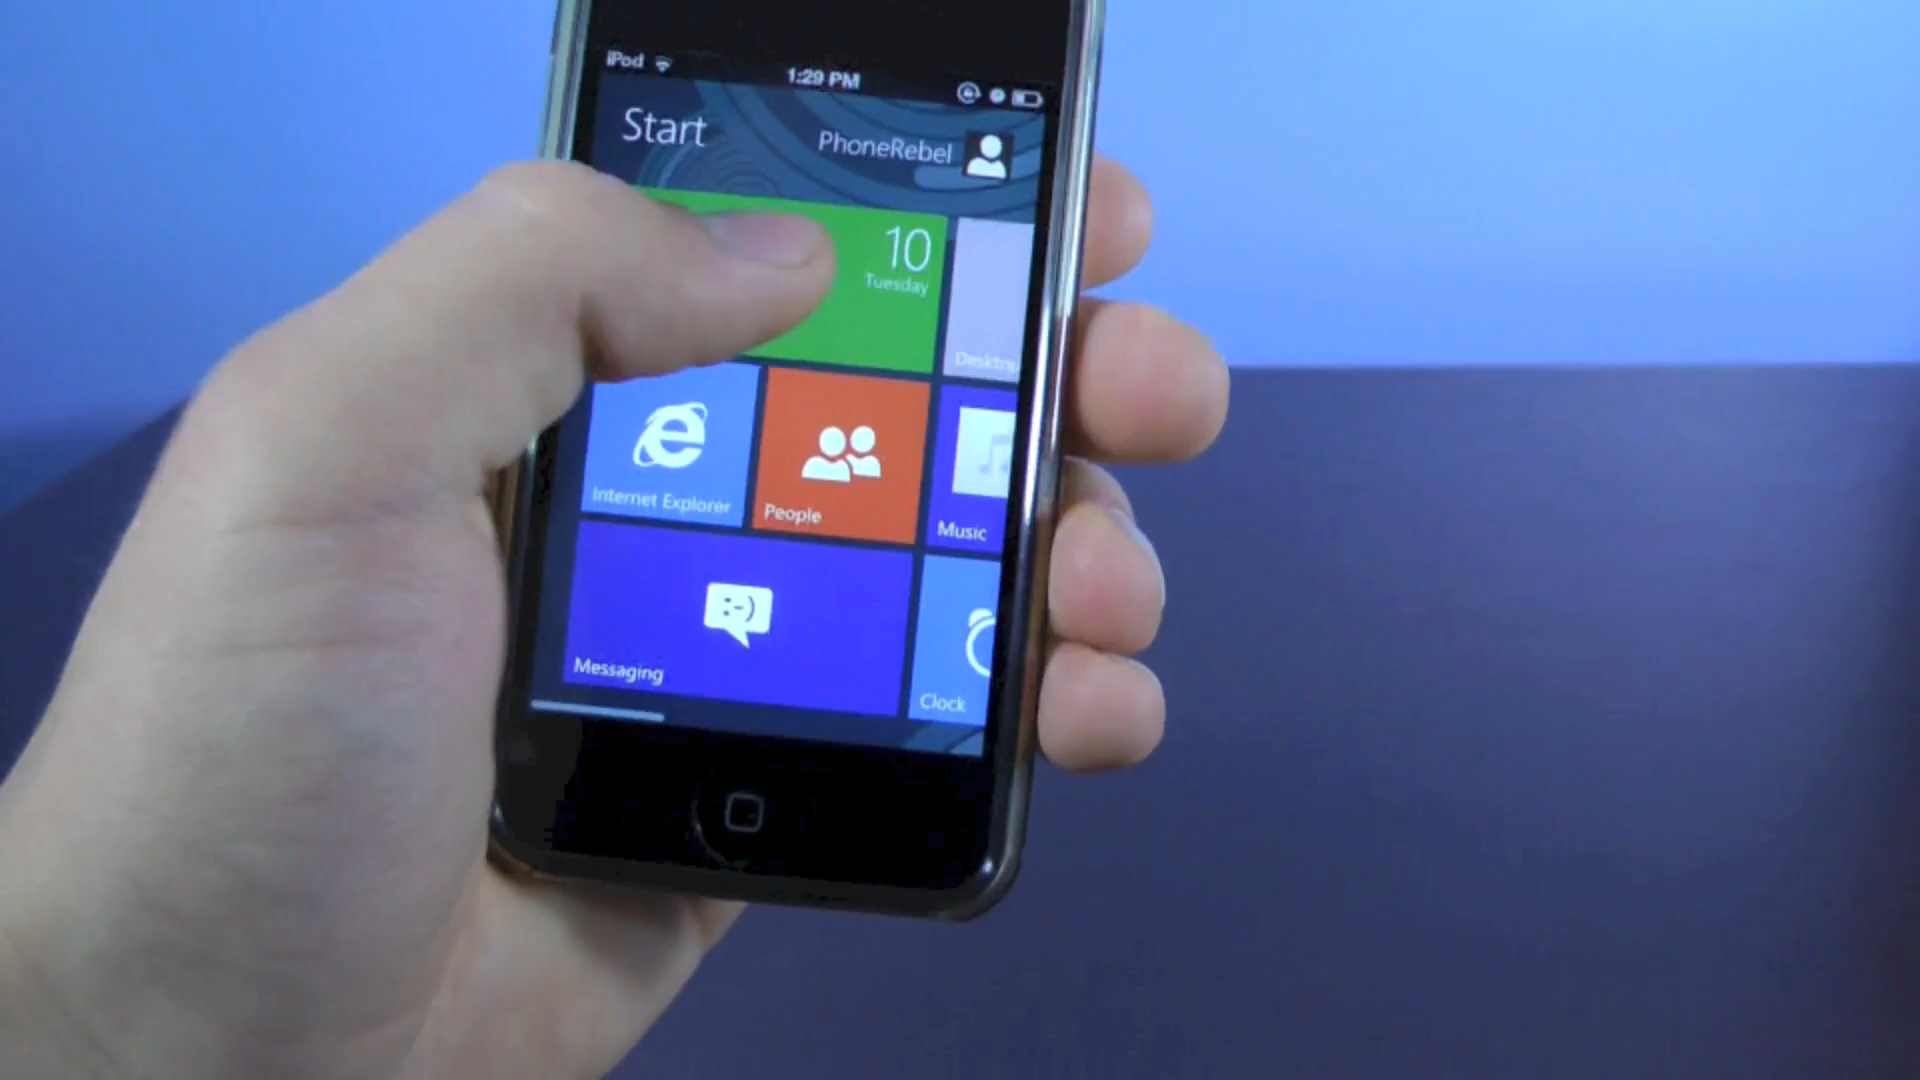 iPod 1:29 PM
Start
PhoneRebel
10
Tuesday
Internet Explorer
People
Music
Messaging
Clock